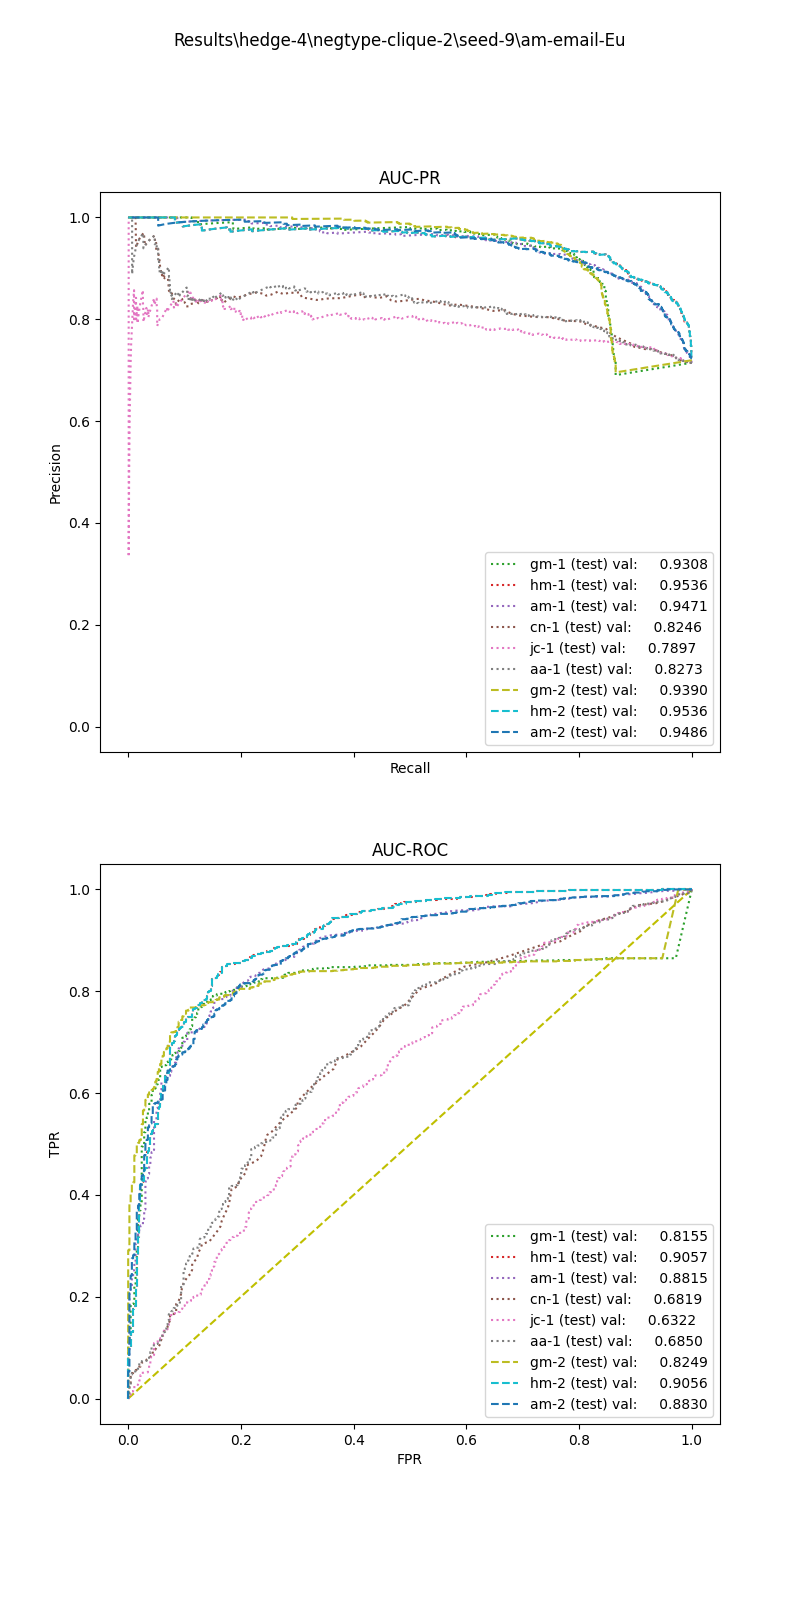 Results\hedge-4\negtype-clique-2\seed-9\am-email-Eu
AUC-PR
1.0
0.8
0.6
0.4
0.2
0.0
Precision
gm-1 (test) val: 0.9308
hm-1 (test) val: 0.9536
am-1 (test) val: 0.9471
cn-1 (test) val: 0.8246
jc-1 (test) val: 0.7897
aa-1 (test) val: 0.8273
gm-2 (test) val: 0.9390
hm-2 (test) val: 0.9536
am-2 (test) val: 0.9486
Recall
AUC-ROC
1.0
0.8
0.6
0.4
0.2
0.0
TPR
gm-1 (test) val: 0.8155
hm-1 (test) val: 0.9057
am-1 (test) val: 0.8815
cn-1 (test) val: 0.6819
jc-1 (test) val: 0.6322
aa-1 (test) val: 0.6850
gm-2 (test) val: 0.8249
hm-2 (test) val: 0.9056
am-2 (test) val: 0.8830
0.0 0.2 0.4 0.6 0.8 1.0
FPR